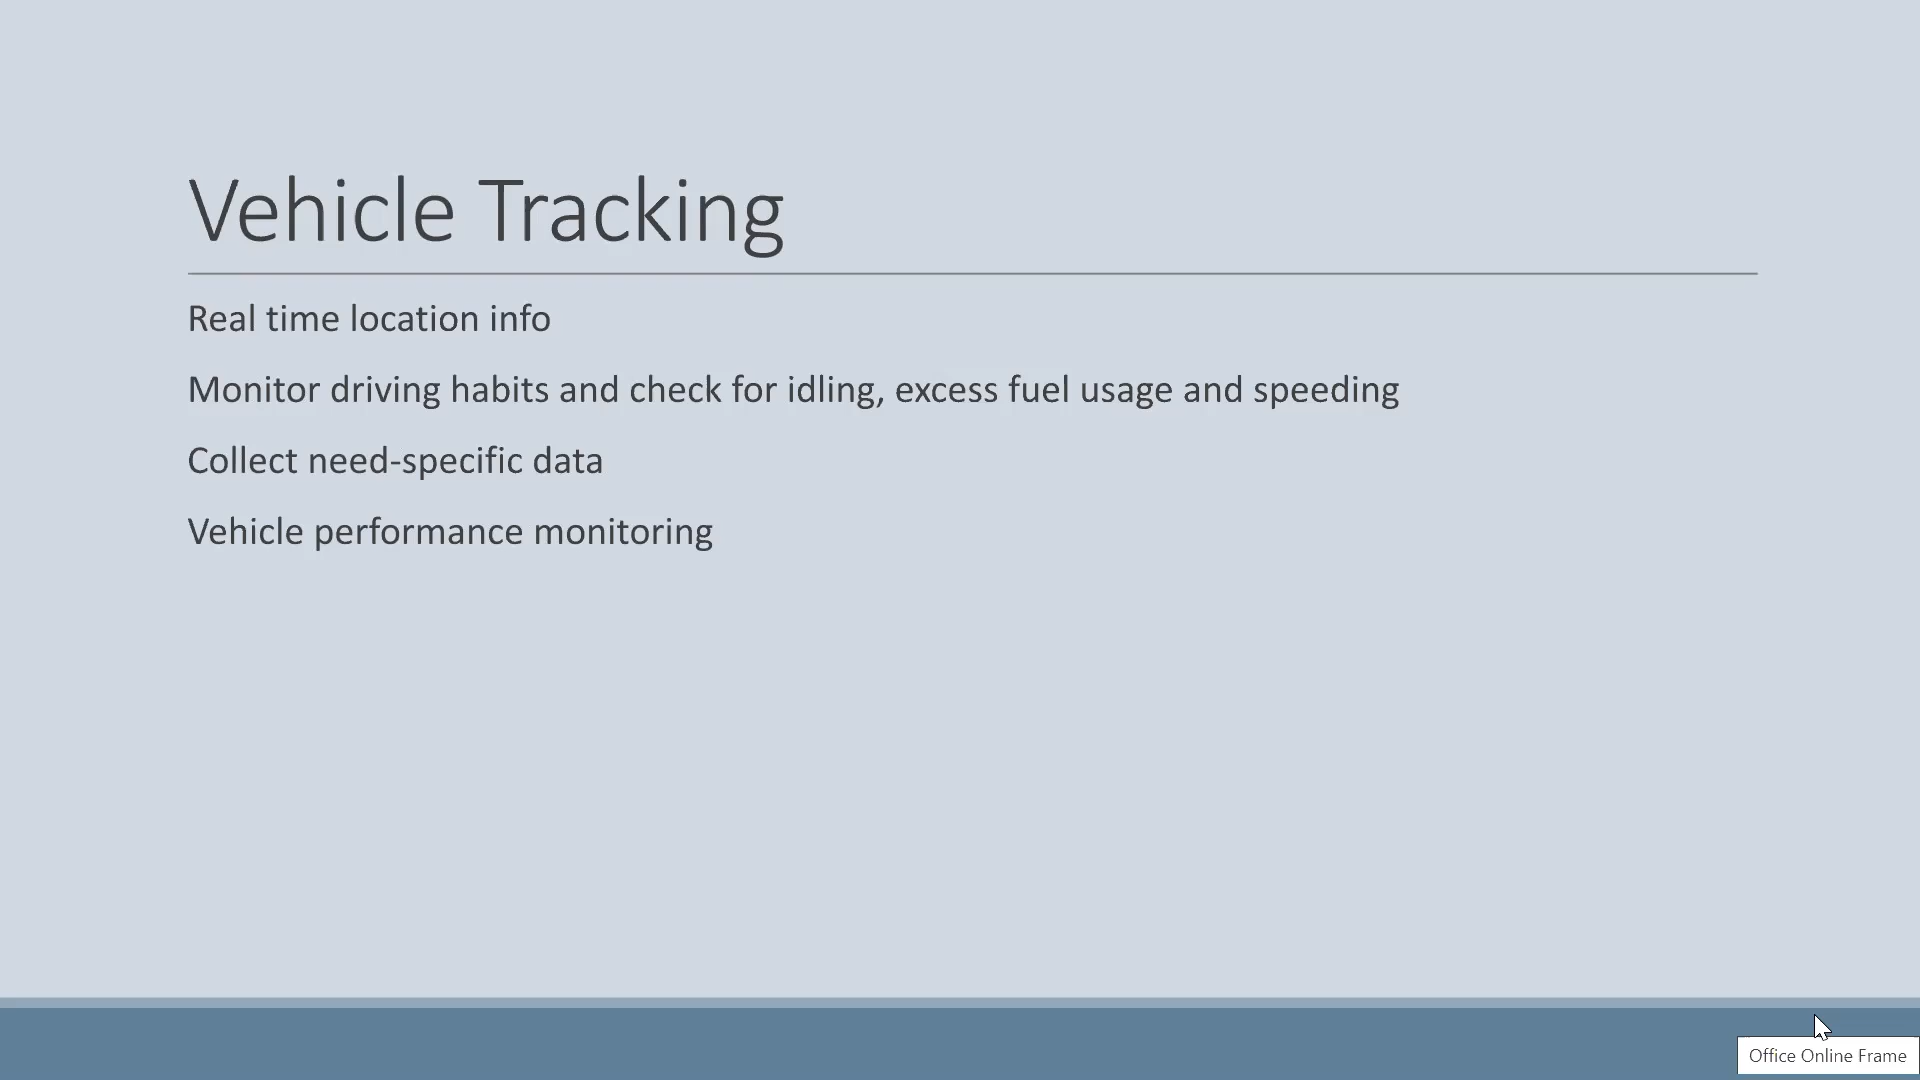 Vehicle Tracking
Real time location info
Monitor driving habits and check for idling, excess fuel usage and speeding
Collect need-specific data
Vehicle performance monitoring
Office Online Frame